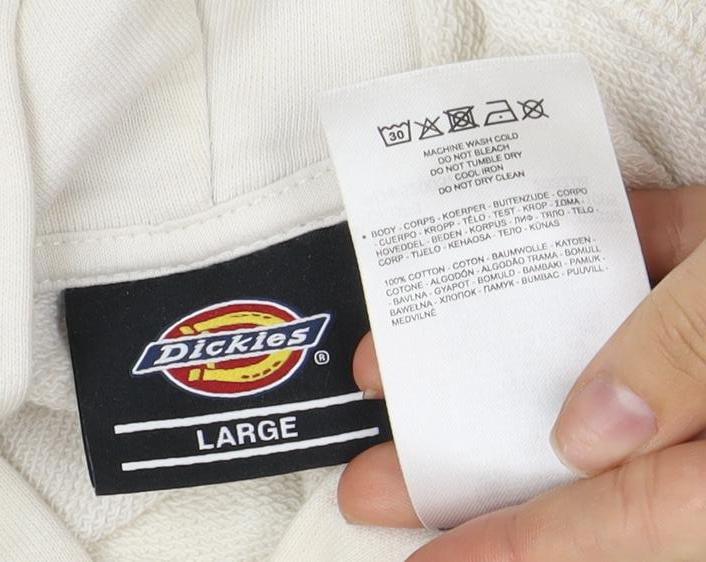 Dickies
®
LARGE
30
MACHINE WASH COLD
DO NOT BLEACH
DO NOT TUMBLE DRY
COOL IRON
DO NOT DRY CLEAN
BODY - CORPS - KOERPER - BUITENZIJDE - CORPO
- CUERPO - KROPP - TĚLO - TEST - KROP - ΣΩΜΑ -
HOVEDDEL - BEDEN - KORPUS - ЛИФ - ТЯЛО - TELO -
CORP - TIJELO - KEHAOSA - ТЕЛО - KŪNAS
100% COTTON - COTON - BAUMWOLLE - KATOEN -
COTONE - ALGODÓN - ALGODÃO TRAMA - BOMULL
- BAVLNA - GYAPOT - BOMULD - BAMBAKI - PAMUK -
BAWEŁNA - ХЛОПОК - ПАМУК - BUMBAC - PUUVILL -
MEDVILNĖ